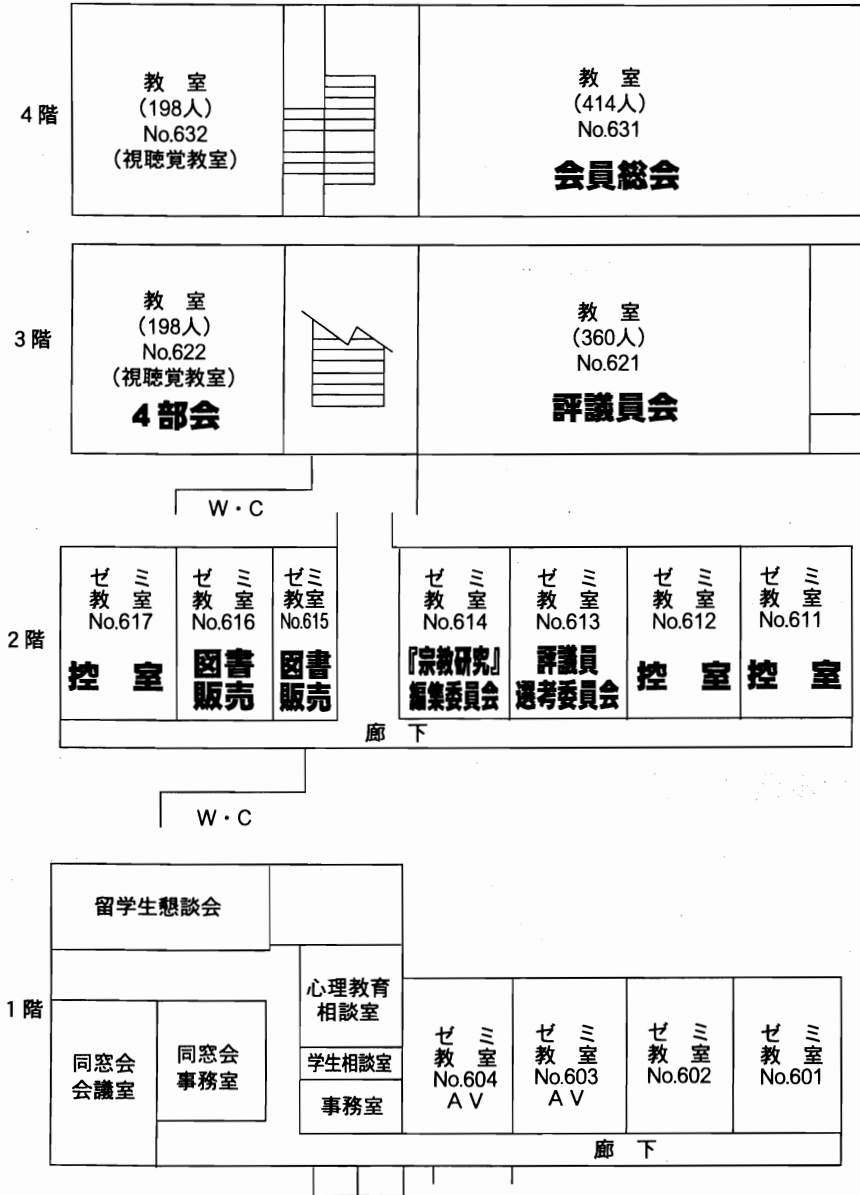 4階
教 室
(198人)
No.632
(視聴覚教室)
教 室
(414人)
No.631
会員総会
3階
教 室
(198人)
No.622
(視聴覚教室)
4部会
教 室
(360人)
No.621
評議員会
W・C
2階
ゼミ
教室
No.617
控 室
ゼミ
教室
No.616
図書
販売
ゼミ
教室
No.615
図書
販売
ゼミ
教室
No.614
『宗教研究』
編集委員会
ゼミ
教室
No.613
評議員
選考委員会
ゼミ
教室
No.612
控 室
ゼミ
教室
No.611
控 室
廊 下
W・C
1階
留学生懇談会
同窓会
会議室
同窓会
事務室
心理教育
相談室
学生相談室
事務室
ゼミ
教室
No.604
A V
ゼミ
教室
No.603
A V
ゼミ
教室
No.602
ゼミ
教室
No.601
廊 下